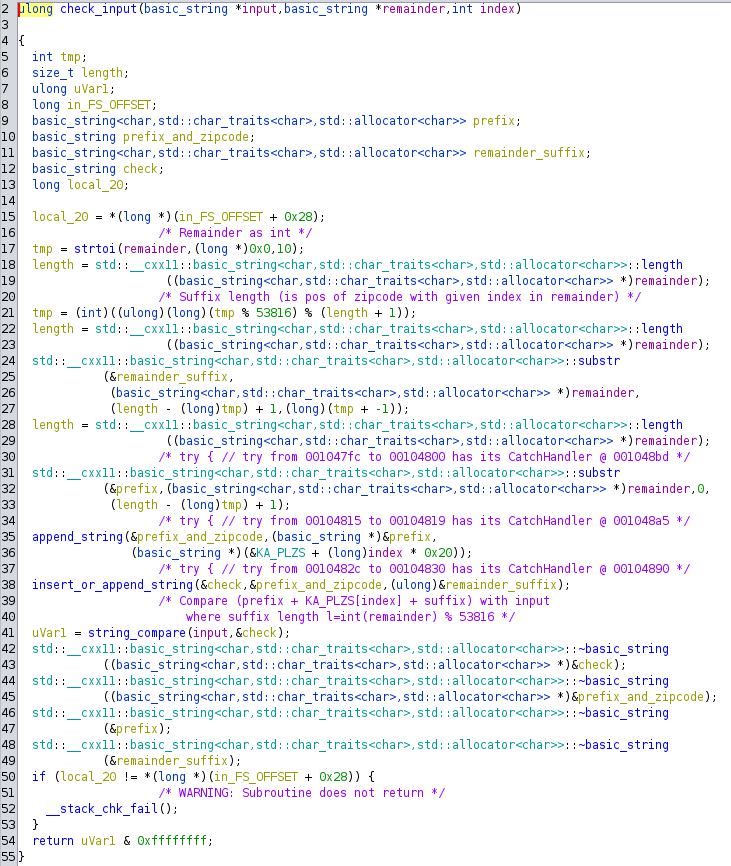 2 ulong check_input(basic_string *input,basic_string *remainder,int index)
3
4 {
5 int tmp;
6 size_t length;
7 ulong uVar1;
8 long in_FS_OFFSET;
9 basic_string<char,std::char_traits<char>,std::allocator<char>> prefix;
10 basic_string prefix_and_zipcode;
11 basic_string<char,std::char_traits<char>,std::allocator<char>> remainder_suffix;
12 basic_string check;
13 long local_20;
14
15 local_20 = *(long *)(in_FS_OFFSET + 0x28);
16 /* Remainder as int */
17 tmp = strtoi(remainder,(long *)0x0,10);
18 length = std::__cxx11::basic_string<char,std::char_traits<char>,std::allocator<char>>::length
19 ((basic_string<char,std::char_traits<char>,std::allocator<char>> *)remainder);
20 /* Suffix length (is pos of zipcode with given index in remainder) */
21 tmp = (int)((ulong)(long)(tmp % 53816) % (length + 1));
22 length = std::__cxx11::basic_string<char,std::char_traits<char>,std::allocator<char>>::length
23 ((basic_string<char,std::char_traits<char>,std::allocator<char>> *)remainder);
24 std::__cxx11::basic_string<char,std::char_traits<char>,std::allocator<char>>::substr
25 (&remainder_suffix,
26 (basic_string<char,std::char_traits<char>,std::allocator<char>> *)remainder,
27 (length - (long)tmp) + 1,(long)(tmp + -1));
28 length = std::__cxx11::basic_string<char,std::char_traits<char>,std::allocator<char>>::length
29 ((basic_string<char,std::char_traits<char>,std::allocator<char>> *)remainder);
30 /* try { // try from 001047fc to 00104800 has its CatchHandler @ 001048bd */
31 std::__cxx11::basic_string<char,std::char_traits<char>,std::allocator<char>>::substr
32 (&prefix,(basic_string<char,std::char_traits<char>,std::allocator<char>> *)remainder,0,
33 (length - (long)tmp) + 1);
34 /* try { // try from 00104815 to 00104819 has its CatchHandler @ 001048a5 */
35 append_string(&prefix_and_zipcode,(basic_string *)&prefix,
36 (basic_string *)(&KA_PLZS + (long)index * 0x20));
37 /* try { // try from 0010482c to 00104830 has its CatchHandler @ 00104890 */
38 insert_or_append_string(&check,&prefix_and_zipcode,(ulong)&remainder_suffix);
39 /* Compare (prefix + KA_PLZS[index] + suffix) with input
40 where suffix length l=int(remainder) % 53816 */
41 uVar1 = string_compare(input,&check);
42 std::__cxx11::basic_string<char,std::char_traits<char>,std::allocator<char>>::~basic_string
43 ((basic_string<char,std::char_traits<char>,std::allocator<char>> *)&check);
44 std::__cxx11::basic_string<char,std::char_traits<char>,std::allocator<char>>::~basic_string
45 ((basic_string<char,std::char_traits<char>,std::allocator<char>> *)&prefix_and_zipcode);
46 std::__cxx11::basic_string<char,std::char_traits<char>,std::allocator<char>>::~basic_string
47 (&prefix);
48 std::__cxx11::basic_string<char,std::char_traits<char>,std::allocator<char>>::~basic_string
49 (&remainder_suffix);
50 if (local_20 != *(long *)(in_FS_OFFSET + 0x28)) {
51 /* WARNING: Subroutine does not return */
52 __stack_chk_fail();
53 }
54 return uVar1 & 0xffffffff;
55 }